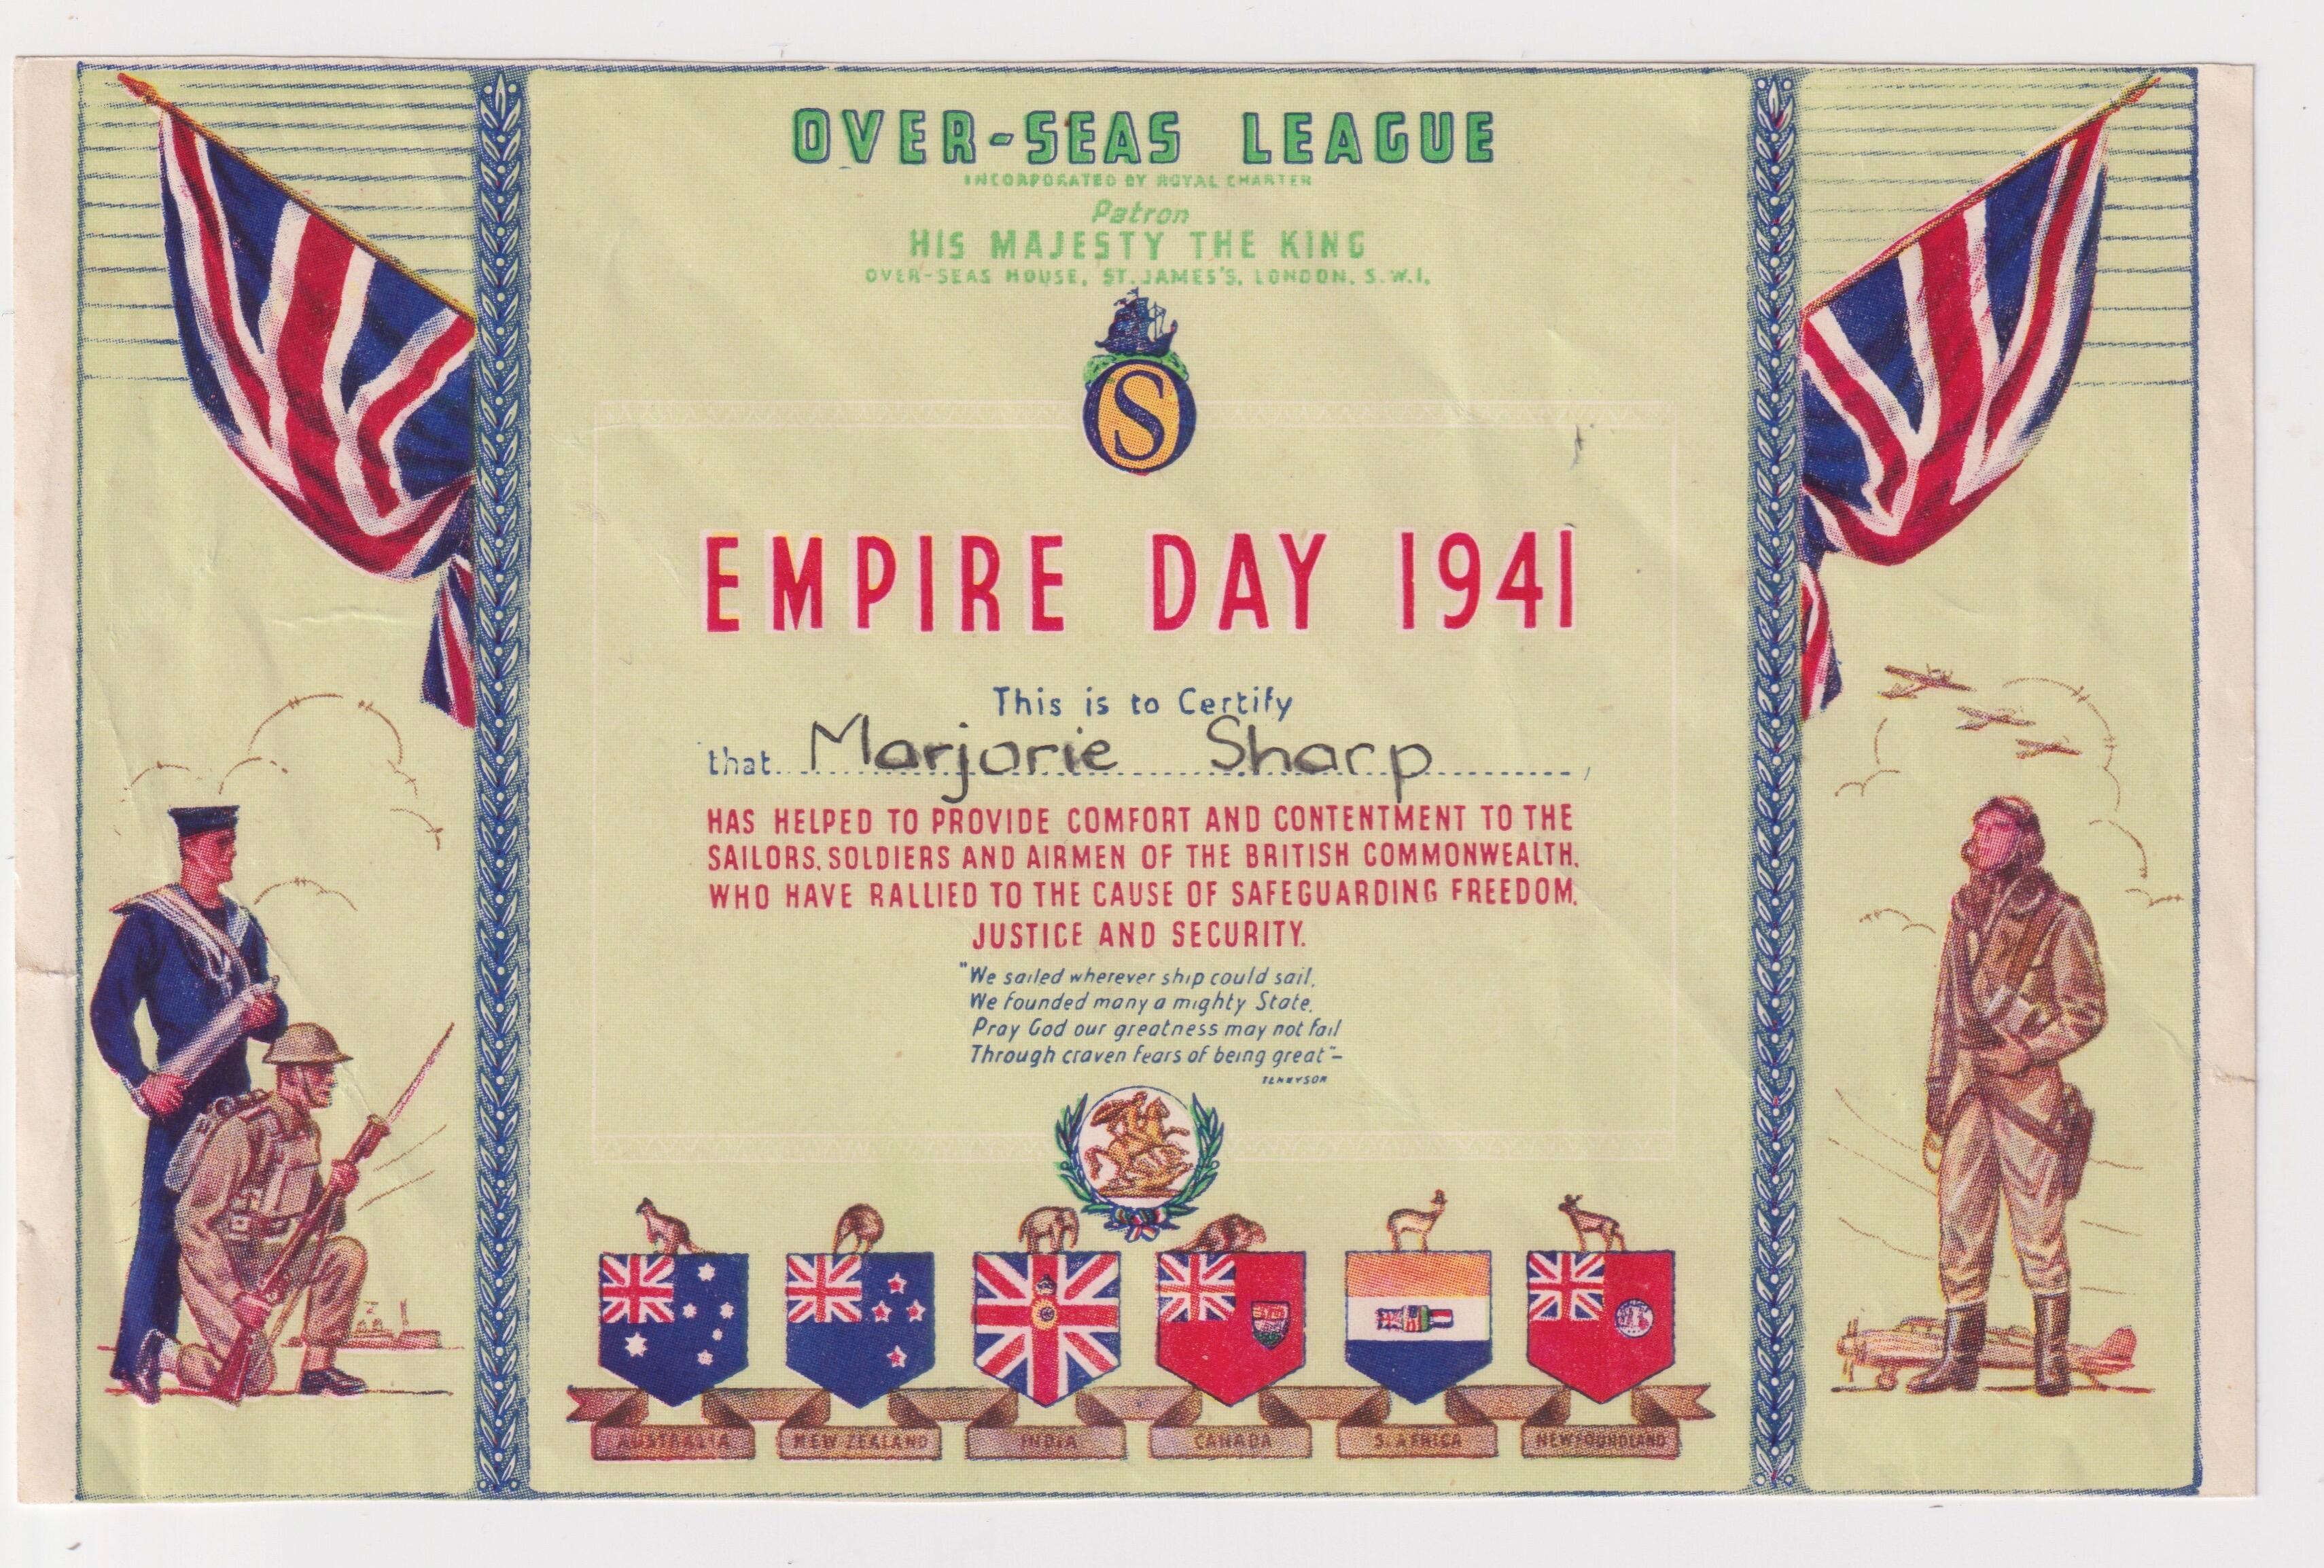 OVER-SEAS LEAGUE
INCORPORATED BY ROYAL CHARTER
Patron
HIS MAJESTY THE KING
OVER-SEAS HOUSE, ST. JAMES'S, LONDON. S.W.1.
S
EMPIRE DAY 1941
This is to Certify
that Marjorie Sharp,
HAS HELPED TO PROVIDE COMFORT AND CONTENTMENT TO THE
SAILORS, SOLDIERS AND AIRMEN OF THE BRITISH COMMONWEALTH,
WHO HAVE RALLIED TO THE CAUSE OF SAFEGUARDING FREEDOM,
JUSTICE AND SECURITY.
"We sailed wherever ship could sail,
We founded many a mighty State,
Pray God our greatness may not fail
Through craven fears of being great"-
TENNYSON
AUSTRALIA NEW ZEALAND INDIA CANADA S. AFRICA NEWFOUNDLAND